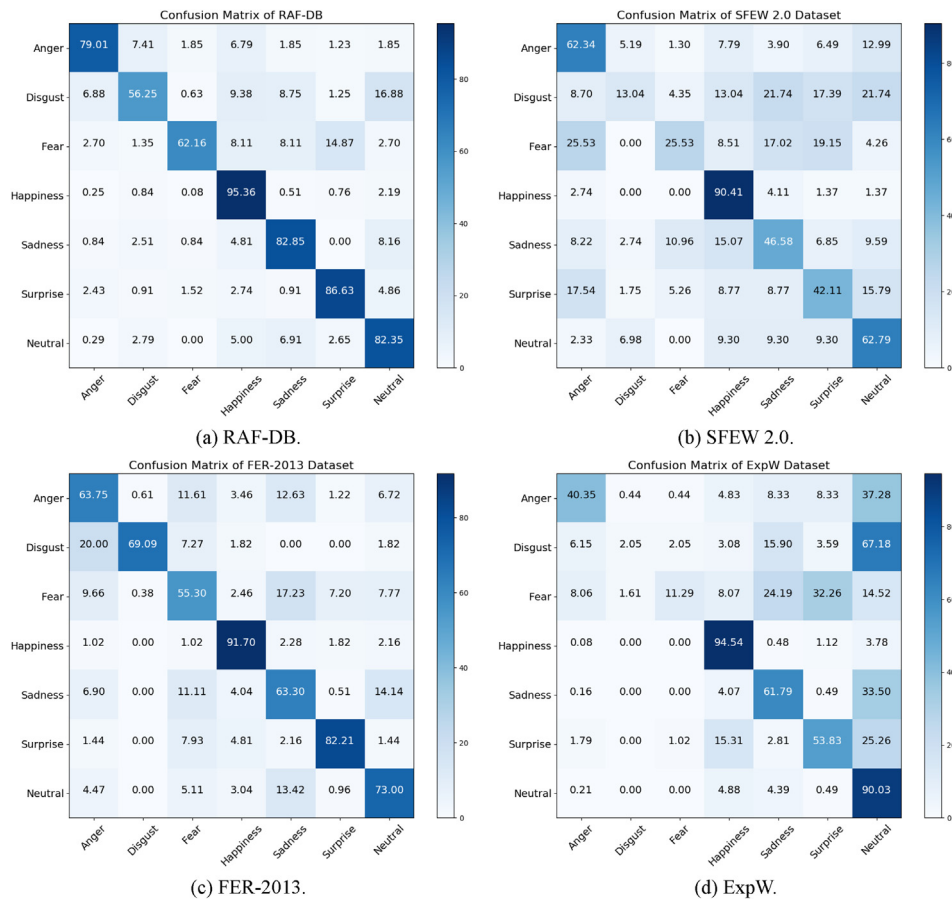 Confusion Matrix of RAF-DB
Anger 79.01 7.41 1.85 6.79 1.85 1.23 1.85
Disgust 6.88 56.25 0.63 9.38 8.75 1.25 16.88
Fear 2.70 1.35 62.16 8.11 8.11 14.87 2.70
Happiness 0.25 0.84 0.08 95.36 0.51 0.76 2.19
Sadness 0.84 2.51 0.84 4.81 82.85 0.00 8.16
Surprise 2.43 0.91 1.52 2.74 0.91 86.63 4.86
Neutral 0.29 2.79 0.00 5.00 6.91 2.65 82.35
Anger Disgust Fear Happiness Sadness Surprise Neutral
80
60
40
20
0
(a) RAF-DB.
Confusion Matrix of SFEW 2.0 Dataset
Anger 62.34 5.19 1.30 7.79 3.90 6.49 12.99
Disgust 8.70 13.04 4.35 13.04 21.74 17.39 21.74
Fear 25.53 0.00 25.53 8.51 17.02 19.15 4.26
Happiness 2.74 0.00 0.00 90.41 4.11 1.37 1.37
Sadness 8.22 2.74 10.96 15.07 46.58 6.85 9.59
Surprise 17.54 1.75 5.26 8.77 8.77 42.11 15.79
Neutral 2.33 6.98 0.00 9.30 9.30 9.30 62.79
Anger Disgust Fear Happiness Sadness Surprise Neutral
80
60
40
20
0
(b) SFEW 2.0.
Confusion Matrix of FER-2013 Dataset
Anger 63.75 0.61 11.61 3.46 12.63 1.22 6.72
Disgust 20.00 69.09 7.27 1.82 0.00 0.00 1.82
Fear 9.66 0.38 55.30 2.46 17.23 7.20 7.77
Happiness 1.02 0.00 1.02 91.70 2.28 1.82 2.16
Sadness 6.90 0.00 11.11 4.04 63.30 0.51 14.14
Surprise 1.44 0.00 7.93 4.81 2.16 82.21 1.44
Neutral 4.47 0.00 5.11 3.04 13.42 0.96 73.00
Anger Disgust Fear Happiness Sadness Surprise Neutral
80
60
40
20
0
(c) FER-2013.
Confusion Matrix of ExpW Dataset
Anger 40.35 0.44 0.44 4.83 8.33 8.33 37.28
Disgust 6.15 2.05 2.05 3.08 15.90 3.59 67.18
Fear 8.06 1.61 11.29 8.07 24.19 32.26 14.52
Happiness 0.08 0.00 0.00 94.54 0.48 1.12 3.78
Sadness 0.16 0.00 0.00 4.07 61.79 0.49 33.50
Surprise 1.79 0.00 1.02 15.31 2.81 53.83 25.26
Neutral 0.21 0.00 0.00 4.88 4.39 0.49 90.03
Anger Disgust Fear Happiness Sadness Surprise Neutral
80
60
40
20
0
(d) ExpW.